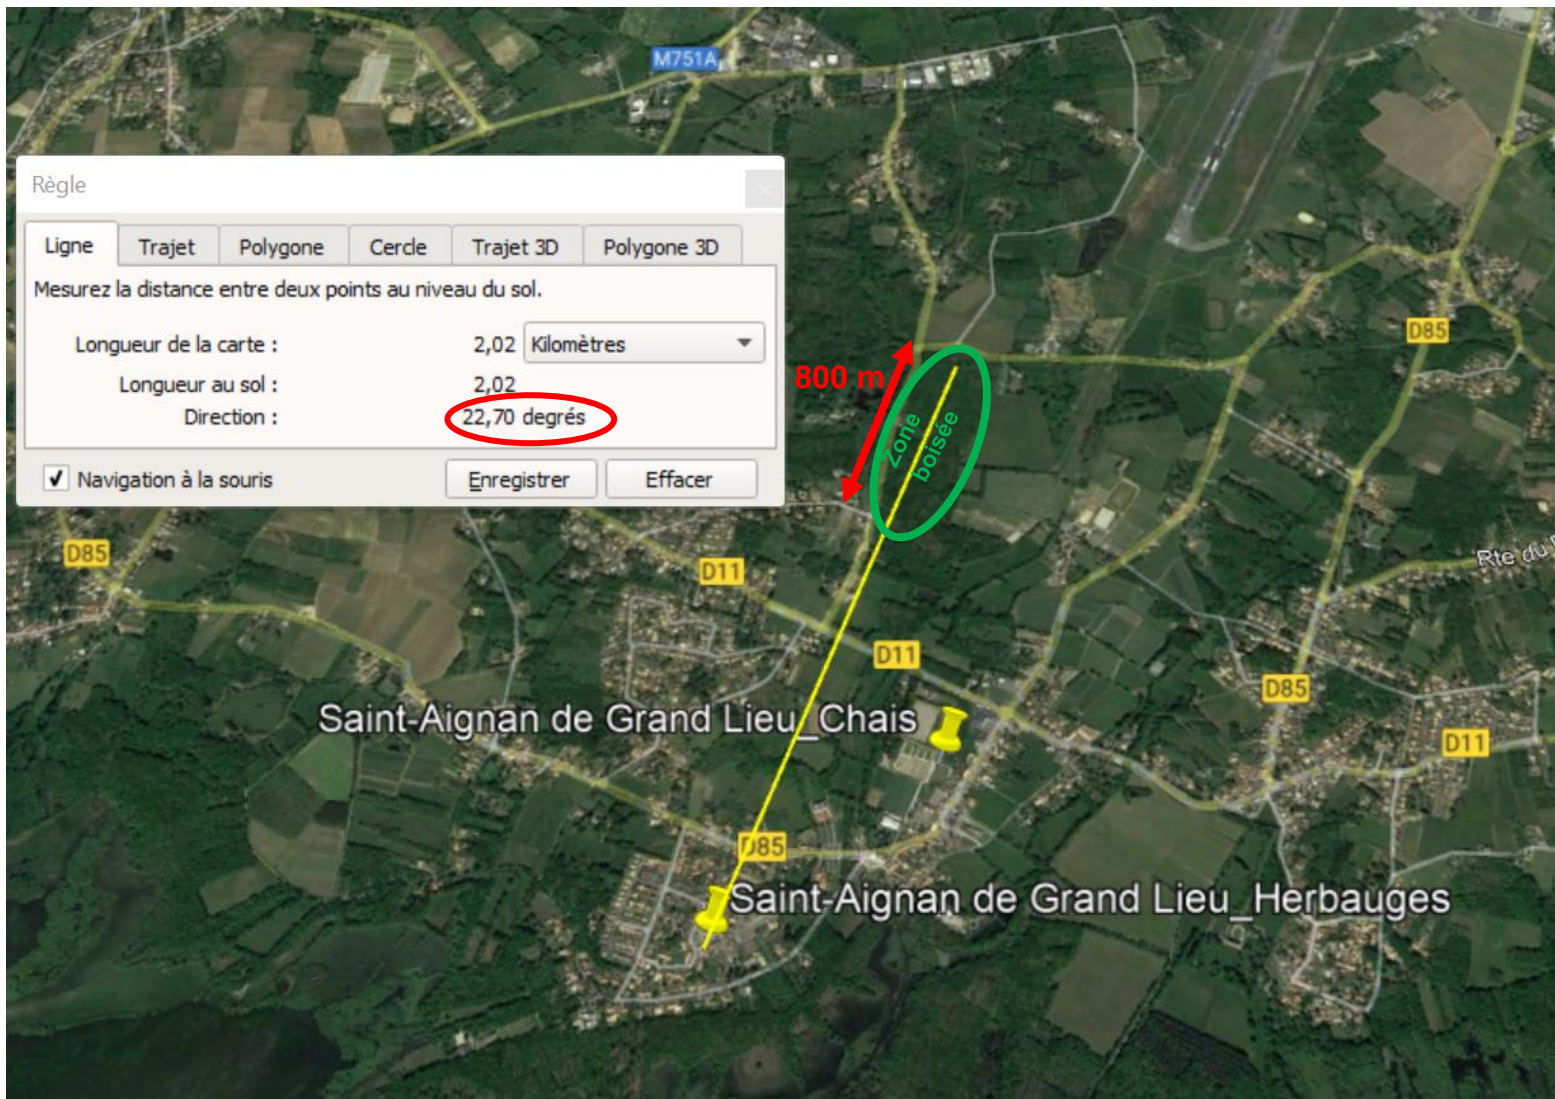 M751A
Règle
Ligne Trajet Polygone Cercle Trajet 3D Polygone 3D
Mesurez la distance entre deux points au niveau du sol.
Longueur de la carte : 2,02 Kilomètres
Longueur au sol : 2,02
Direction : 22,70 degrés
Navigation à la souris Enregistrer Effacer
800 m
Zone
boisée
D85
D85
D11
Rte du
D11
D85
Saint-Aignan de Grand Lieu_Chais
D11
D85
Saint-Aignan de Grand Lieu_Herbauges